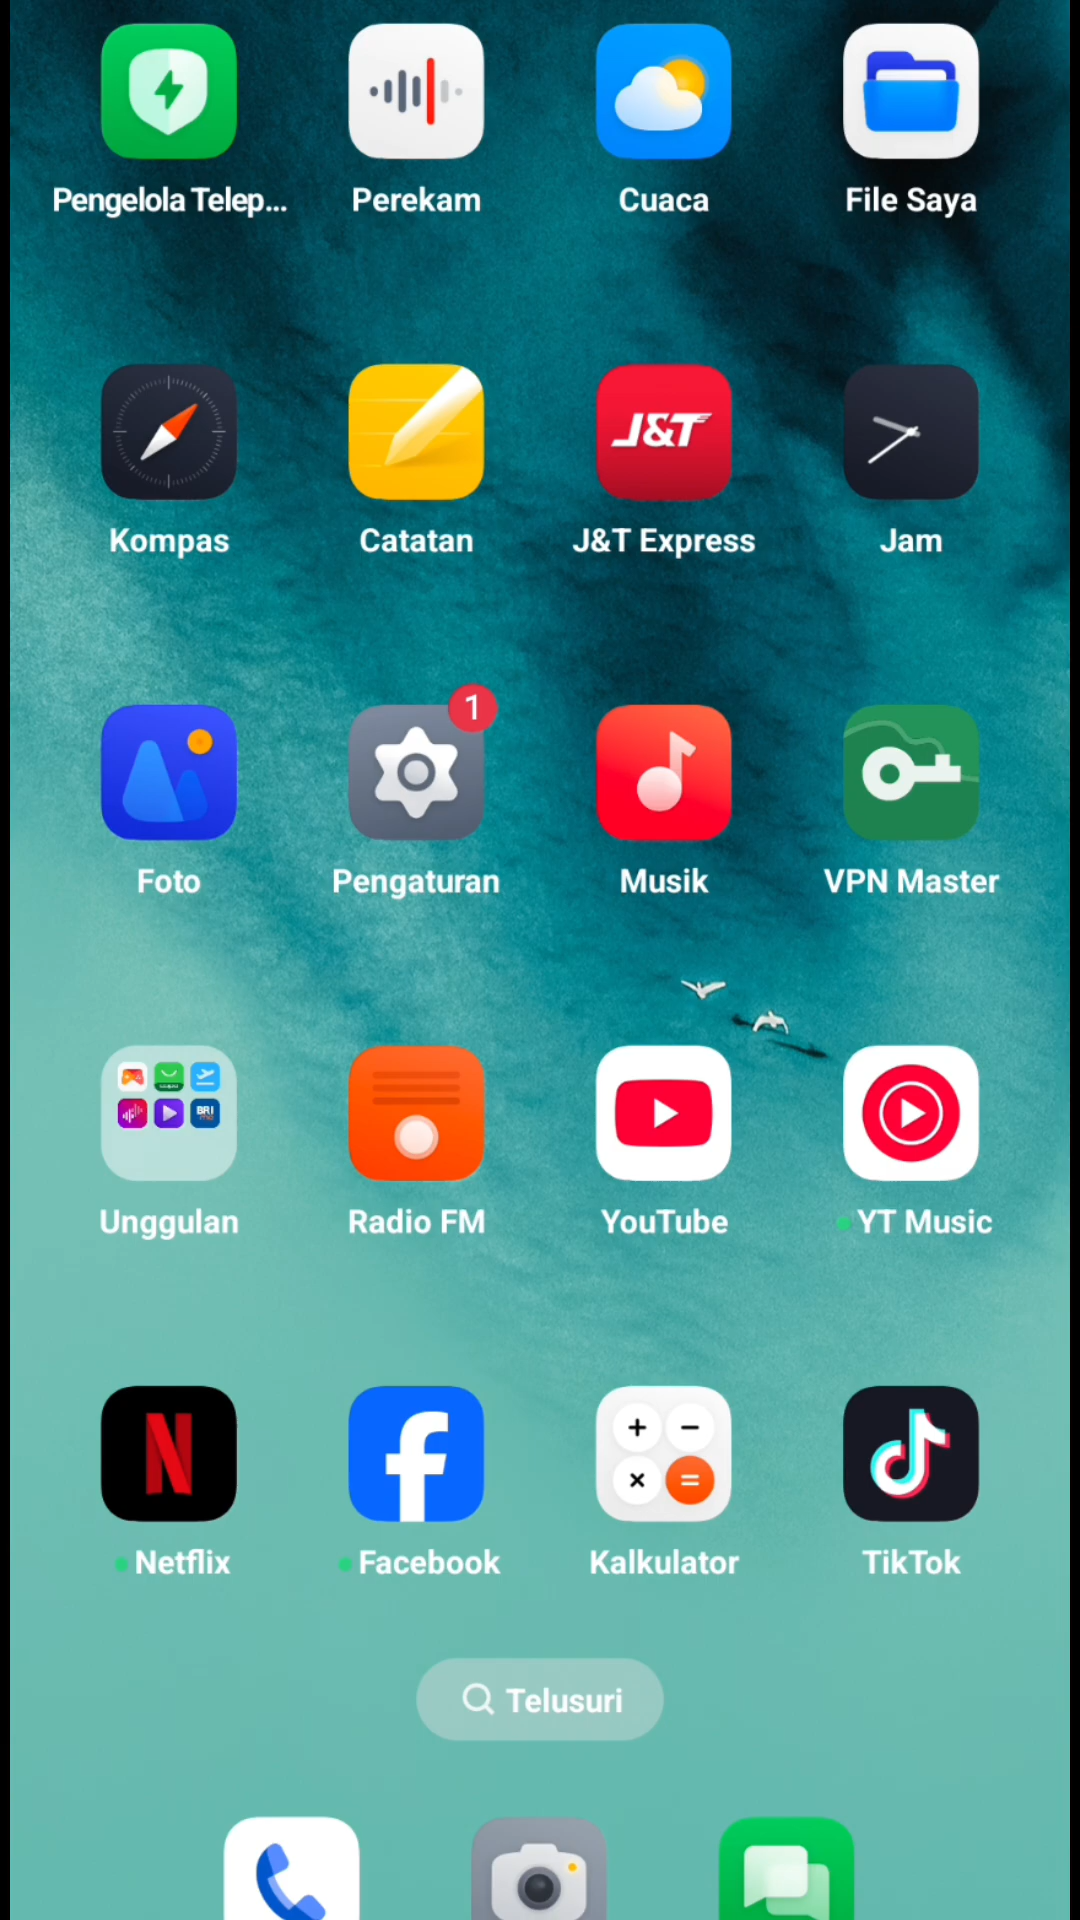 Pengelola Telep...
Perekam
Cuaca
File Saya
J&T
Kompas
Catatan
J&T Express
Jam
1
Foto
Pengaturan
Musik
VPN Master
BRI
Unggulan
Radio FM
YouTube
YT Music
Netflix
Facebook
Kalkulator
TikTok
Telusuri